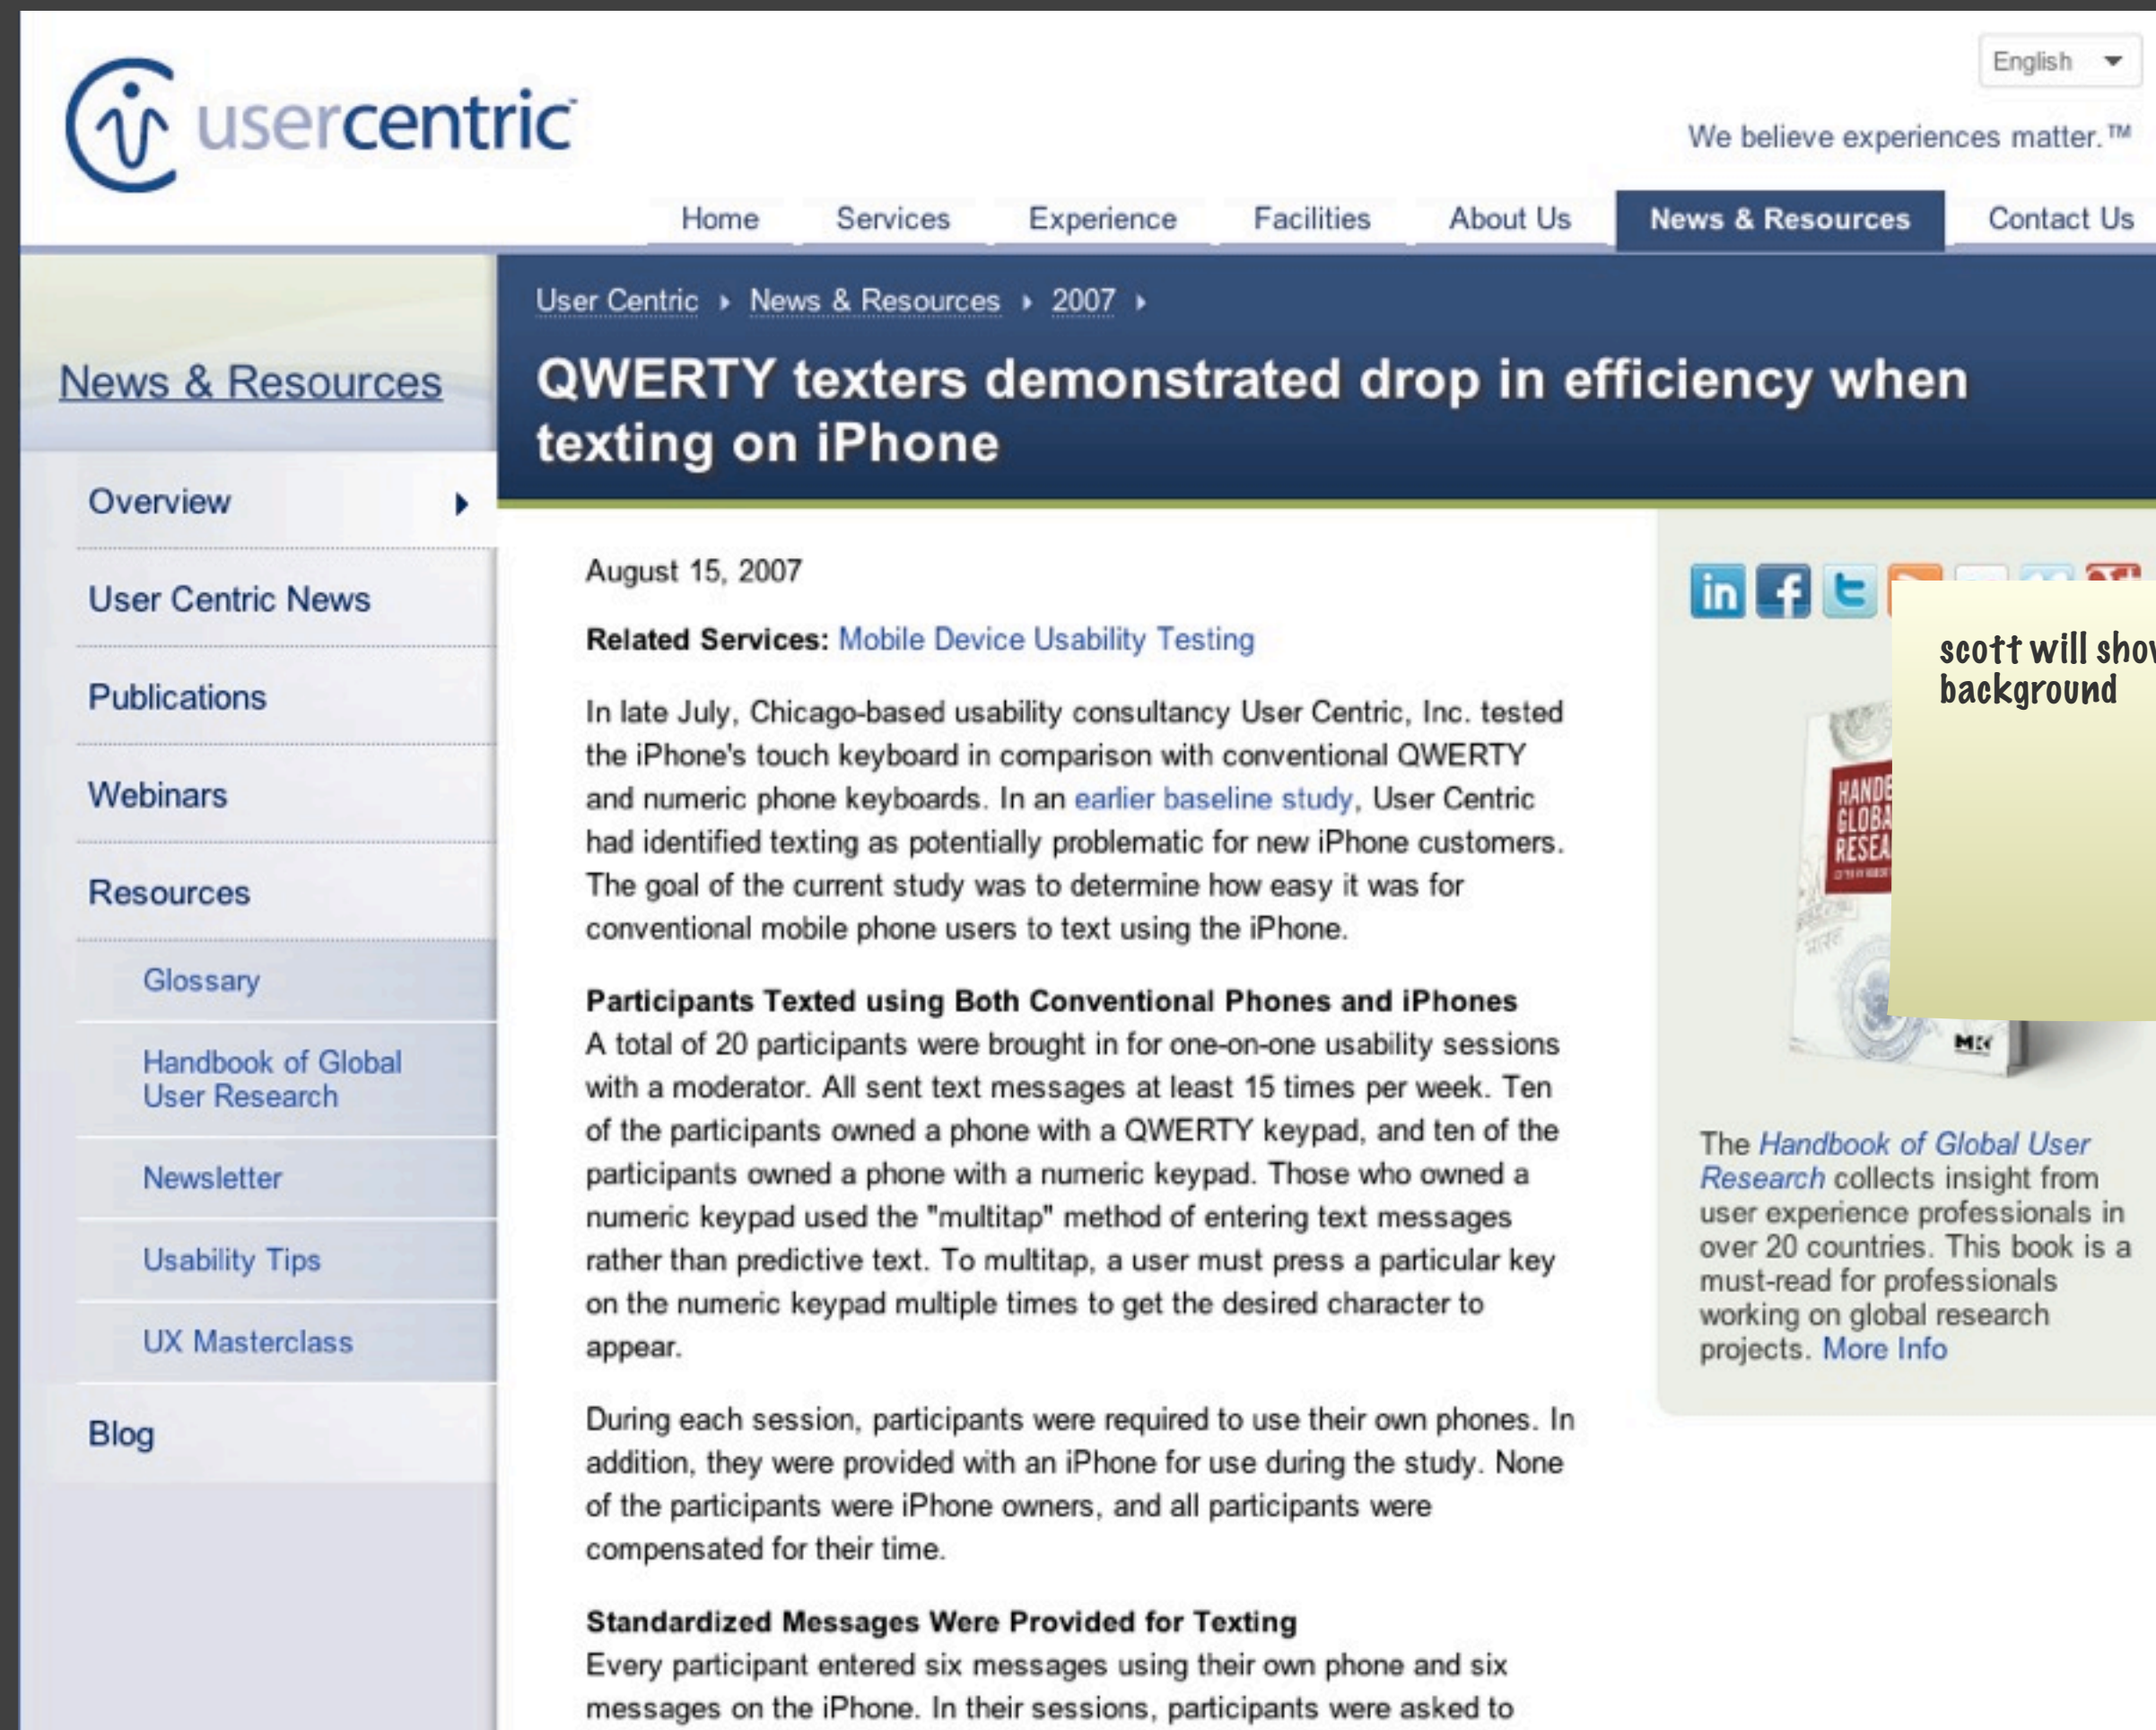 usercentric
English
We believe experiences matter.™
Home Services Experience Facilities About Us News & Resources Contact Us
User Centric News & Resources 2007
QWERTY texters demonstrated drop in efficiency when
texting on iPhone
News & Resources
Overview
User Centric News
Publications
Webinars
Resources
Glossary
Handbook of Global
User Research
Newsletter
Usability Tips
UX Masterclass
Blog
August 15, 2007
Related Services: Mobile Device Usability Testing
In late July, Chicago-based usability consultancy User Centric, Inc. tested
the iPhone's touch keyboard in comparison with conventional QWERTY
and numeric phone keyboards. In an earlier baseline study, User Centric
had identified texting as potentially problematic for new iPhone customers.
The goal of the current study was to determine how easy it was for
conventional mobile phone users to text using the iPhone.
Participants Texted using Both Conventional Phones and iPhones
A total of 20 participants were brought in for one-on-one usability sessions
with a moderator. All sent text messages at least 15 times per week. Ten
of the participants owned a phone with a QWERTY keypad, and ten of the
participants owned a phone with a numeric keypad. Those who owned a
numeric keypad used the "multitap" method of entering text messages
rather than predictive text. To multitap, a user must press a particular key
on the numeric keypad multiple times to get the desired character to
appear.
During each session, participants were required to use their own phones. In
addition, they were provided with an iPhone for use during the study. None
of the participants were iPhone owners, and all participants were
compensated for their time.
Standardized Messages Were Provided for Texting
Every participant entered six messages using their own phone and six
messages on the iPhone. In their sessions, participants were asked to
in f t
scott will
background
MK
The Handbook of Global User
Research collects insight from
user experience professionals in
over 20 countries. This book is a
must-read for professionals
working on global research
projects. More Info